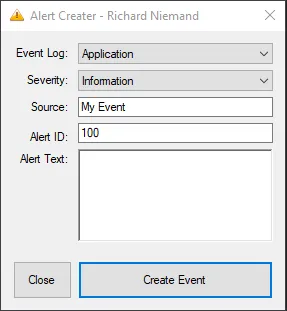 Alert Creater - Richard Niemand
Event Log: Application
Severity: Information
Source: My Event
Alert ID: 100
Alert Text:
Close Create Event